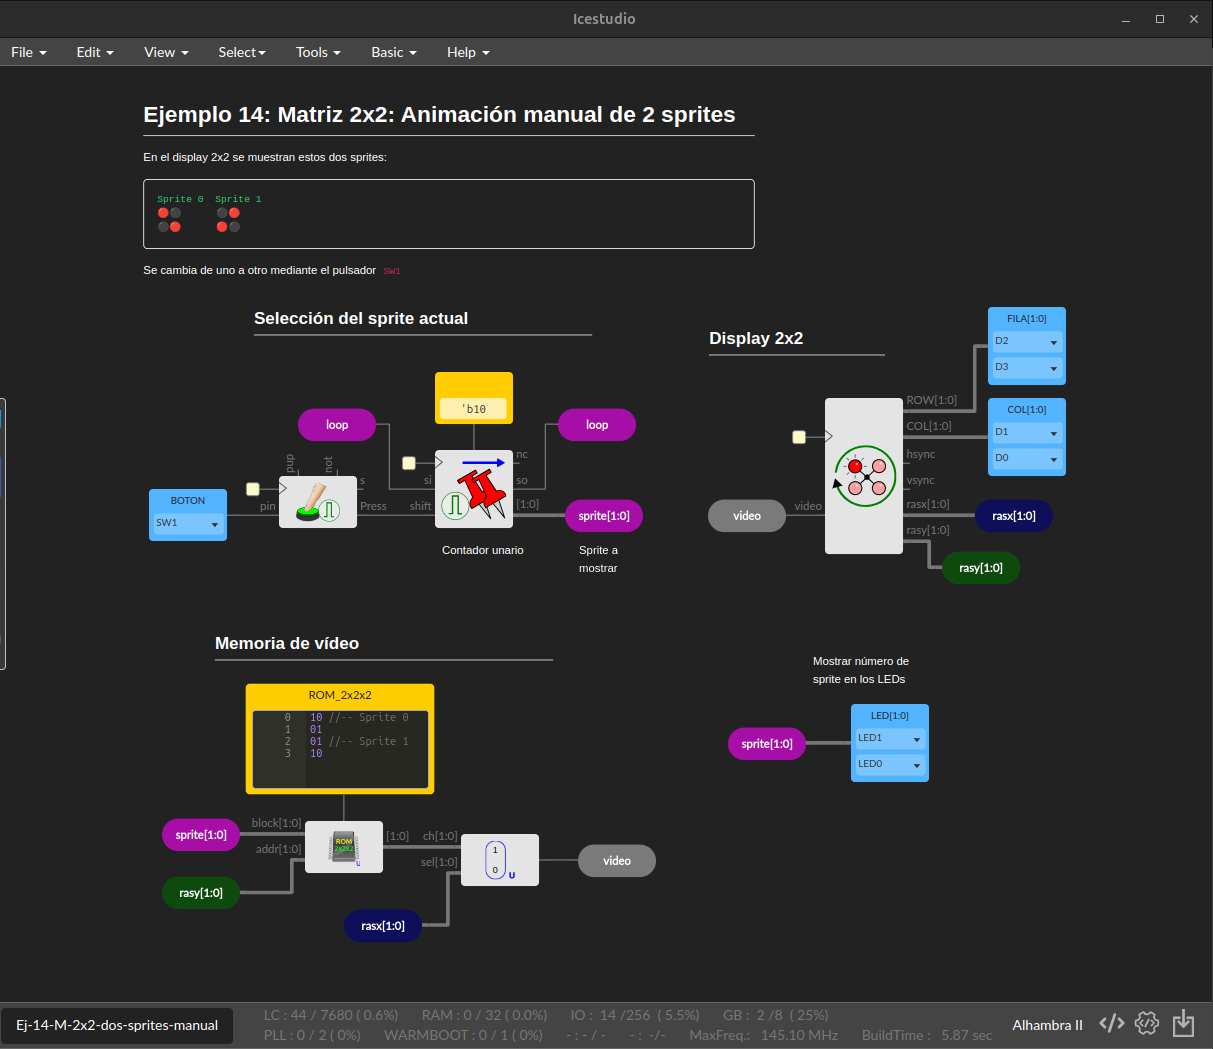 Icestudio
File Edit View Select Tools Basic Help
Ejemplo 14: Matriz 2x2: Animación manual de 2 sprites
En el display 2x2 se muestran estos dos sprites:
Sprite 0 Sprite 1
Se cambia de uno a otro mediante el pulsador SW1
Selección del sprite actual
'b10
loop
loop
pup
not
s
pin
Press
BOTON
SW1
si
shift
nc
so
[1:0]
sprite[1:0]
Contador unario
Sprite a
mostrar
Display 2x2
FILA[1:0]
D2
D3
COL[1:0]
D1
D0
ROW[1:0]
COL[1:0]
hsync
vsync
rasx[1:0]
rasy[1:0]
video
video
rasx[1:0]
rasy[1:0]
Memoria de vídeo
ROM_2x2x2
0 10 //-- Sprite 0
1 01
2 01 //-- Sprite 1
3 10
sprite[1:0]
block[1:0]
addr[1:0]
rasy[1:0]
ROM
2x2x2
U
[1:0]
ch[1:0]
sel[1:0]
1
0
U
video
rasx[1:0]
Mostrar número de
sprite en los LEDs
sprite[1:0]
LED[1:0]
LED1
LED0
Ej-14-M-2x2-dos-sprites-manual
LC : 44 / 7680 ( 0.6%) RAM : 0 / 32 ( 0.0%) IO : 14 /256 ( 5.5%) GB : 2 /8 ( 25%)
PLL : 0 / 2 ( 0%) WARMBOOT : 0 / 1 ( 0%) - : - / - - : -/- MaxFreq.: 145.10 MHz BuildTime : 5.87 sec
Alhambra II